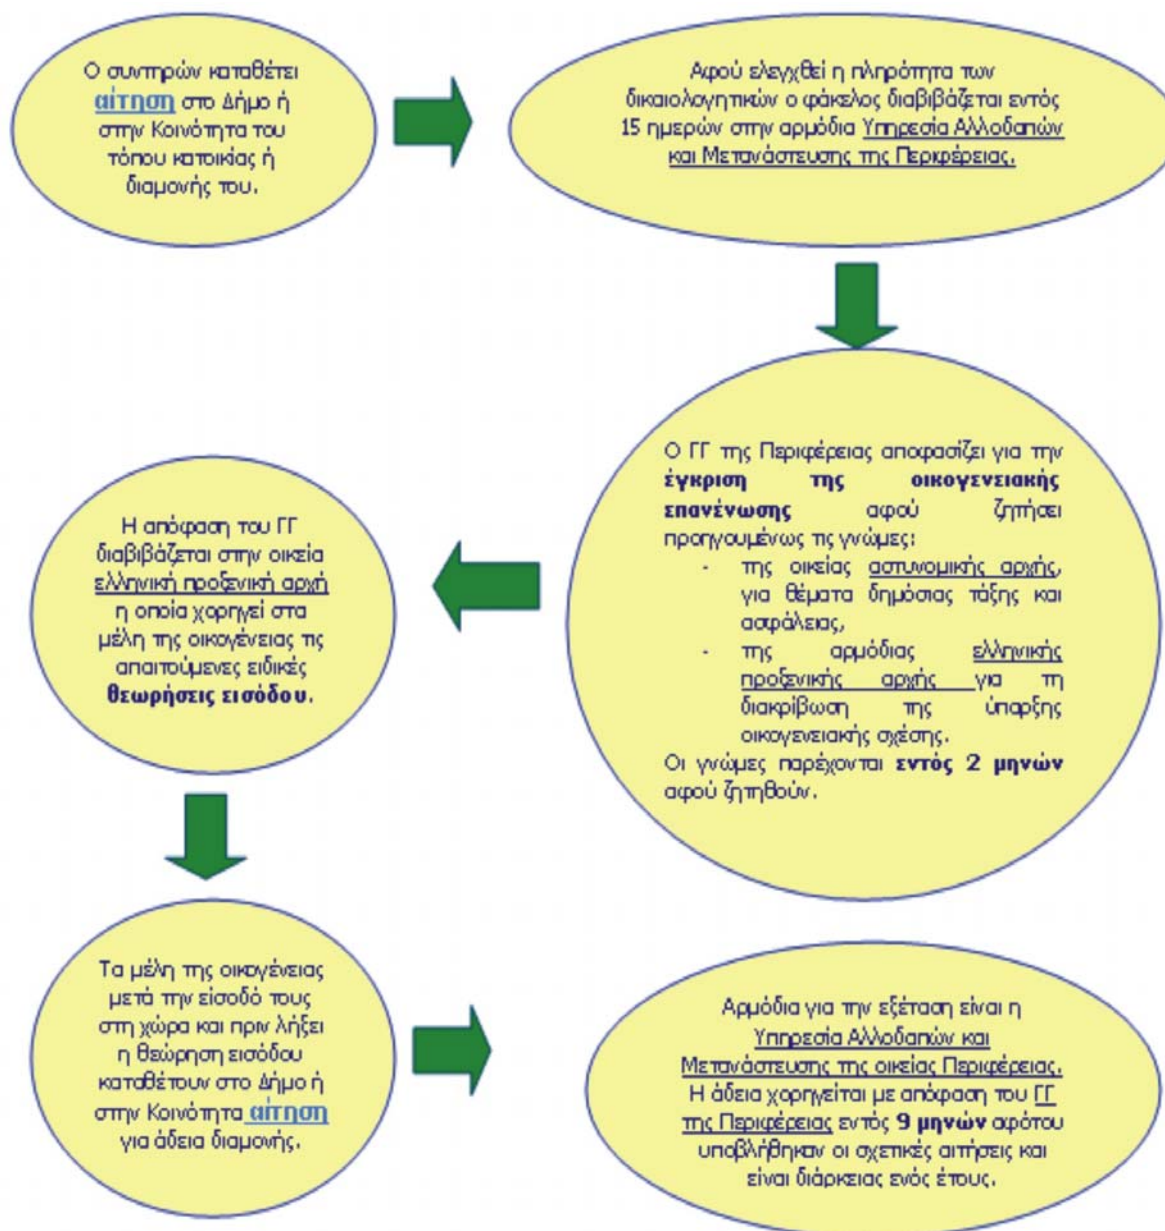 Ο συντηρών καταθέτει
αίτηση στο Δήμο ή
στην Κοινότητα του
τόπου κατοικίας ή
διαμονής του.
Αφού ελεγχθεί η πληρότητα των
δικαιολογητικών ο φάκελος διαβιβάζεται εντός
15 ημερών στην αρμόδια Υπηρεσία Αλλοδαπών
και Μετανάστευσης της Περιφέρειας.
Ο ΓΓ της Περιφέρειας αποφασίζει για την
έγκριση της οικογενειακής
επανένωσης αφού ζητήσει
προηγουμένως τις γνώμες:
- της οικείας αστυνομικής αρχής,
για θέματα δημόσιας τάξης και
ασφάλειας,
- της αρμόδιας ελληνικής
προξενικής αρχής για τη
διακρίβωση της ύπαρξης
οικογενειακής σχέσης.
Οι γνώμες παρέχονται εντός 2 μηνών
αφού ζητηθούν.
Η απόφαση του ΓΓ
διαβιβάζεται στην οικεία
ελληνική προξενική αρχή
η οποία χορηγεί στα
μέλη της οικογένειας τις
απαιτούμενες ειδικές
θεωρήσεις εισόδου.
Τα μέλη της οικογένειας
μετά την είσοδό τους
στη χώρα και πριν λήξει
η θεώρηση εισόδου
καταθέτουν στο Δήμο ή
στην Κοινότητα αίτηση
για άδεια διαμονής.
Αρμόδια για την εξέταση είναι η
Υπηρεσία Αλλοδαπών και
Μετανάστευσης της οικείας Περιφέρειας.
Η άδεια χορηγείται με απόφαση του ΓΓ
της Περιφέρειας εντός 9 μηνών αφότου
υποβλήθηκαν οι σχετικές αιτήσεις και
είναι διάρκειας ενός έτους.